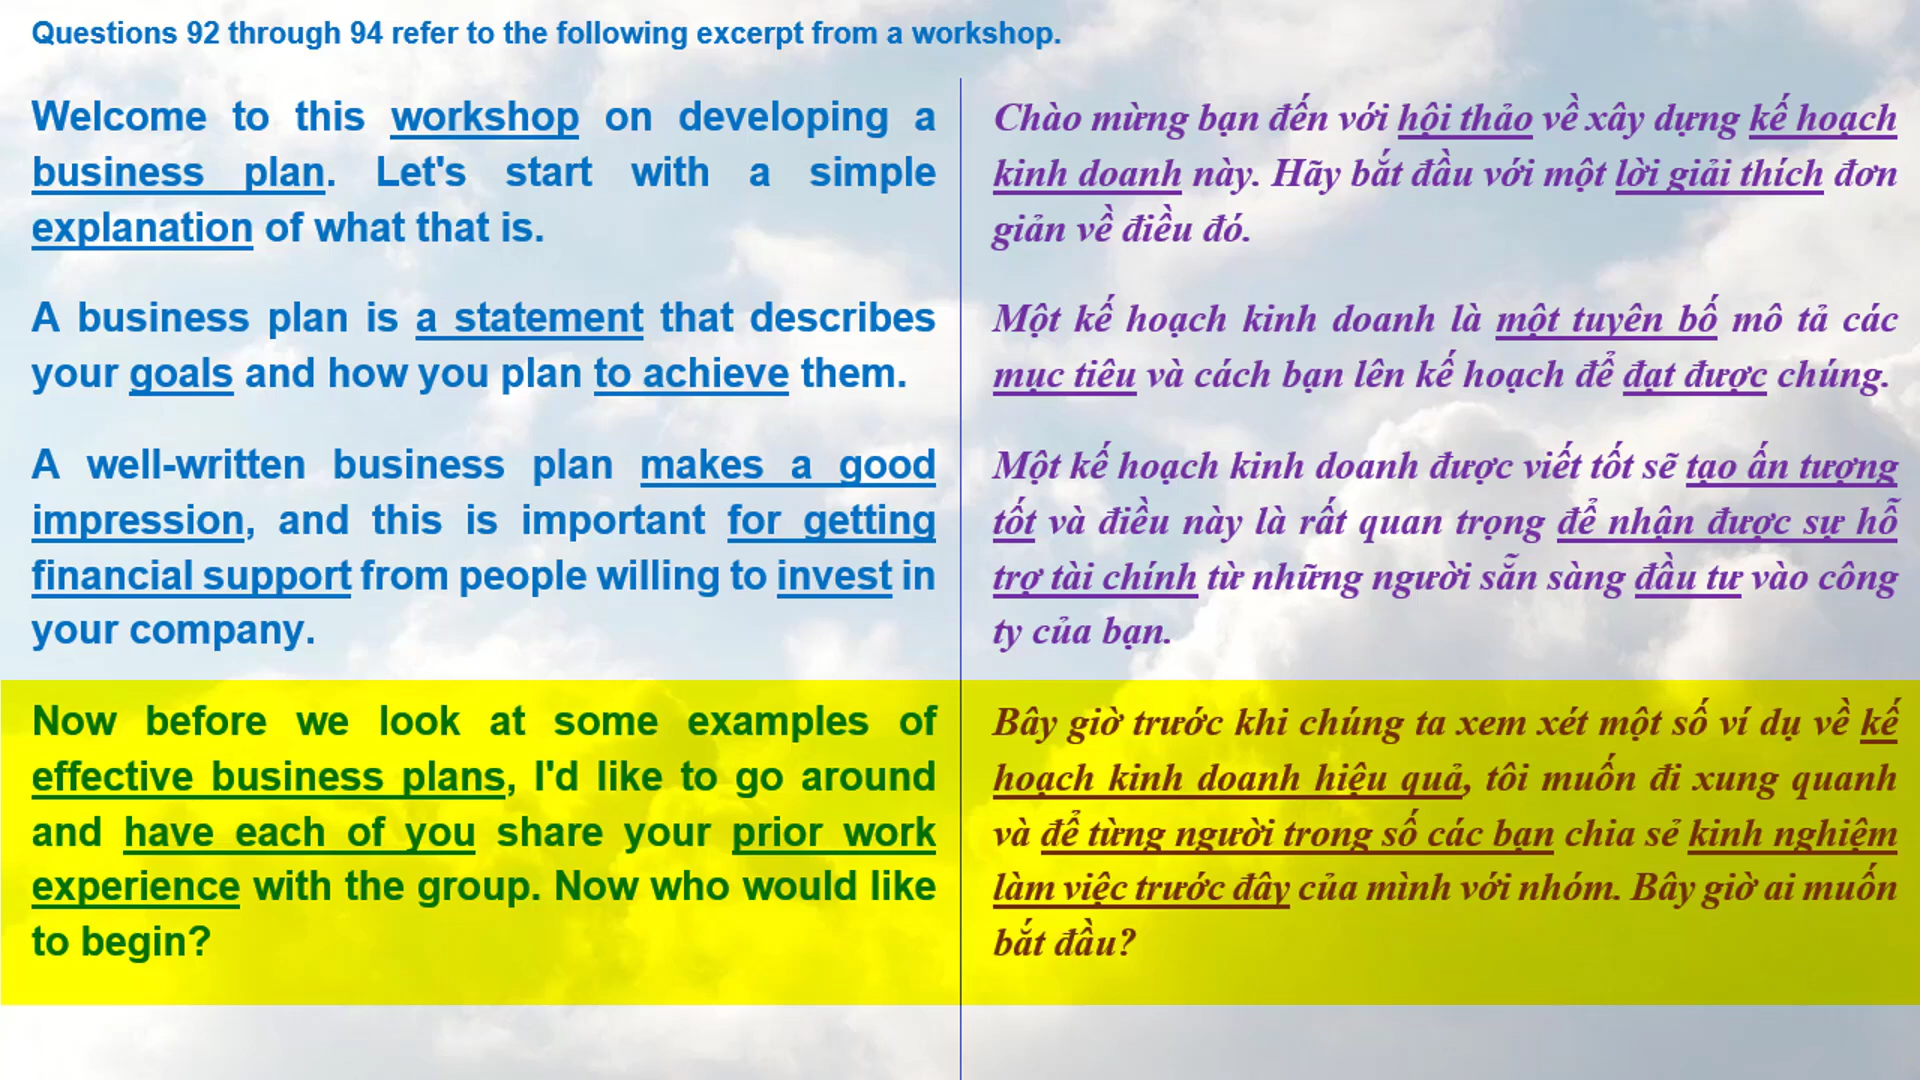 Questions 92 through 94 refer to the following excerpt from a workshop.
Welcome to this workshop on developing a
business plan. Let's start with a simple
explanation of what that is.
A business plan is a statement that describes
your goals and how you plan to achieve them.
A well-written business plan makes a good
impression, and this is important for getting
financial support from people willing to invest in
your company.
Now before we look at some examples of
effective business plans, I'd like to go around
and have each of you share your prior work
experience with the group. Now who would like
to begin?
Chào mừng bạn đến với hội thảo về xây dựng kế hoạch
kinh doanh này. Hãy bắt đầu với một lời giải thích đơn
giản về điều đó.
Một kế hoạch kinh doanh là một tuyên bố mô tả các
mục tiêu và cách bạn lên kế hoạch để đạt được chúng.
Một kế hoạch kinh doanh được viết tốt sẽ tạo ấn tượng
tốt và điều này là rất quan trọng để nhận được sự hỗ
trợ tài chính từ những người sẵn sàng đầu tư vào công
ty của bạn.
Bây giờ trước khi chúng ta xem xét một số ví dụ về kế
hoạch kinh doanh hiệu quả, tôi muốn đi xung quanh
và để từng người trong số các bạn chia sẻ kinh nghiệm
làm việc trước đây của mình với nhóm. Bây giờ ai muốn
bắt đầu?